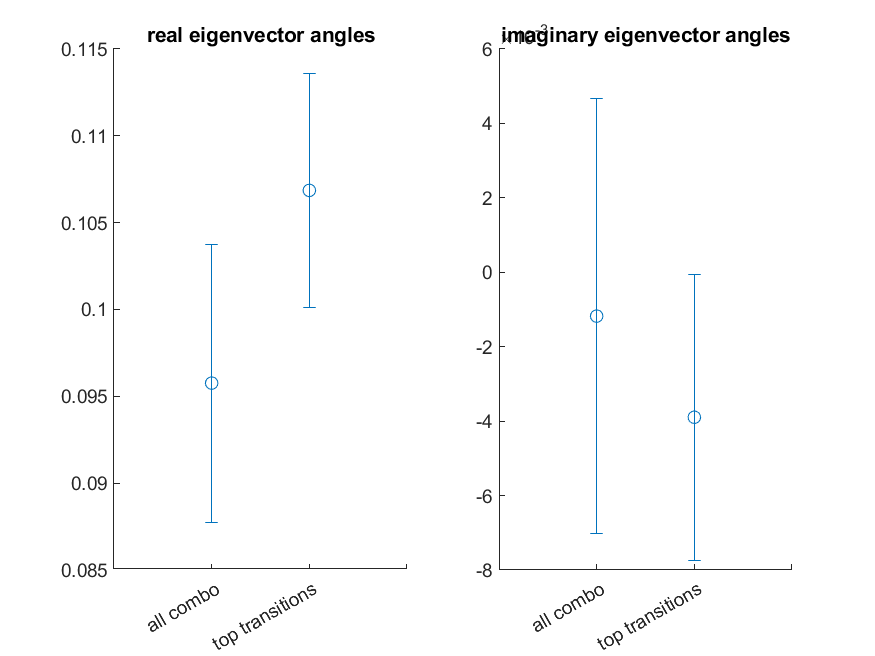 real eigenvector angles
0.115
0.11
0.105
0.1
0.095
0.09
0.085
all combo
top transitions
imaginary eigenvector angles
6
4
2
0
-2
-4
-6
-8
all combo
top transitions